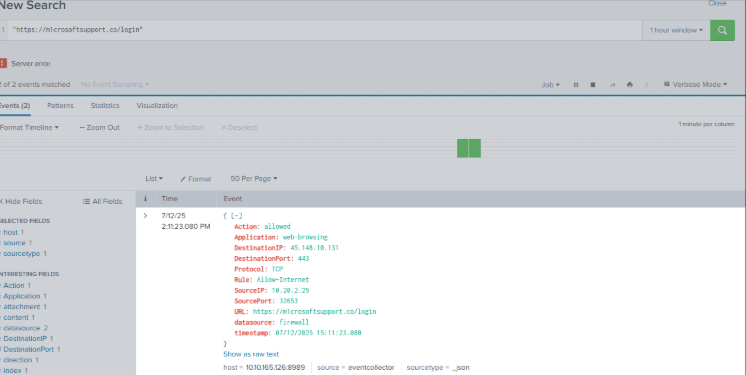 New Search
Close
1 "https://m1crosoftsupport.co/login"
1 hour window
Server error
2 of 2 events matched No Event Sampling
Job
Verbose Mode
Events (2) Patterns Statistics Visualization
Format Timeline — Zoom Out + Zoom to Selection × Deselect
1 minute per column
List Format 50 Per Page
< Hide Fields All Fields
i Time Event
SELECTED FIELDS
host 1
source 1
sourcetype 1
INTERESTING FIELDS
Action 1
Application 1
attachment 1
content 1
datasource 2
DestinationIP 1
DestinationPort 1
direction 1
index 1
> 7/12/25
2:11:23.080 PM
{ [-]
Action: allowed
Application: web-browsing
DestinationIP: 45.148.10.131
DestinationPort: 443
Protocol: TCP
Rule: Allow-Internet
SourceIP: 10.20.2.25
SourcePort: 32653
URL: https://m1crosoftsupport.co/login
datasource: firewall
timestamp: 07/12/2025 15:11:23.080
}
Show as raw text
host = 10.10.165.126:8989 source = eventcollector sourcetype = _json